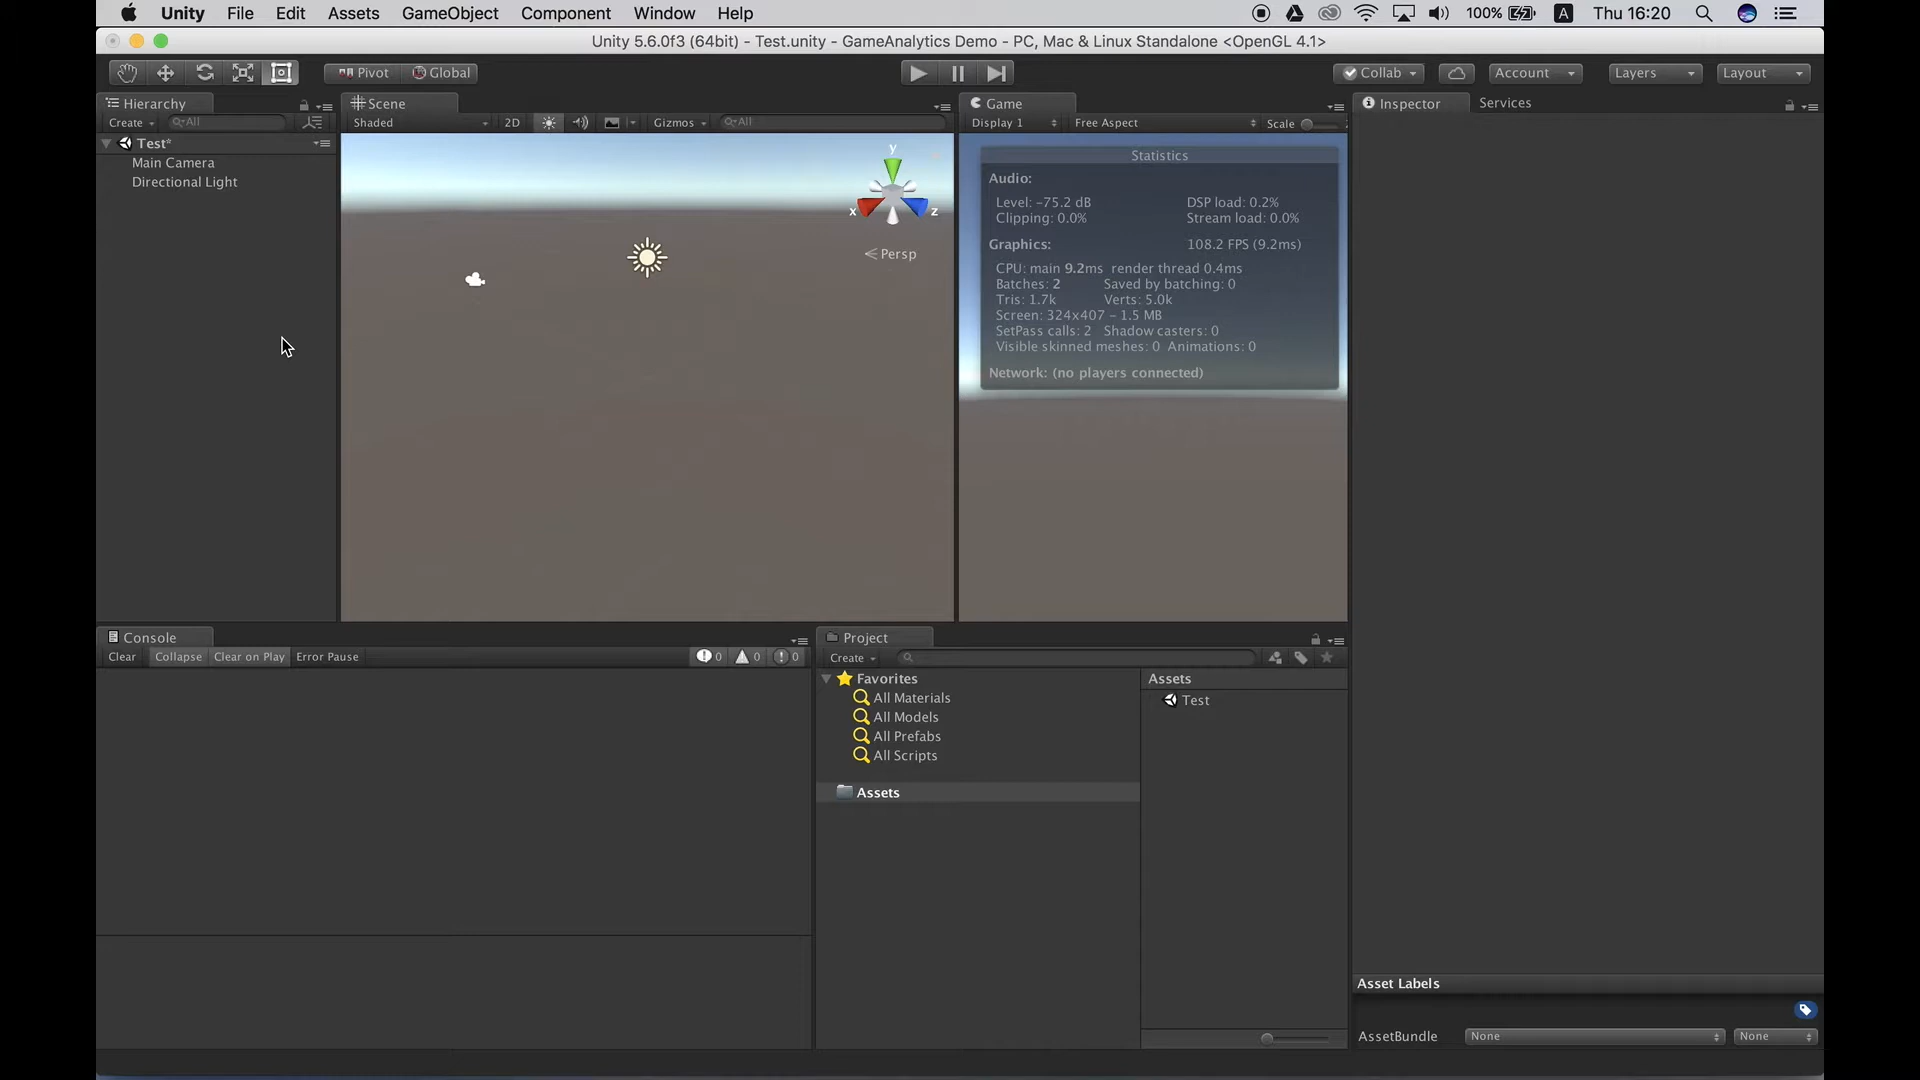 Unity File Edit Assets GameObject Component Window Help 100% A Thu 16:20
Unity 5.6.0f3 (64bit) - Test.unity - GameAnalytics Demo - PC, Mac & Linux Standalone <OpenGL 4.1>
Pivot Global Collab Account Layers Layout
Hierarchy
Create All
Test*
Main Camera
Directional Light
Scene
Shaded 2D Gizmos All
y
x z
Persp
Game
Display 1 Free Aspect Scale
Statistics
Audio:
Level: -75.2 dB DSP load: 0.2%
Clipping: 0.0% Stream load: 0.0%
Graphics: 108.2 FPS (9.2ms)
CPU: main 9.2ms render thread 0.4ms
Batches: 2 Saved by batching: 0
Tris: 1.7k Verts: 5.0k
Screen: 324x407 - 1.5 MB
SetPass calls: 2 Shadow casters: 0
Visible skinned meshes: 0 Animations: 0
Network: (no players connected)
Inspector Services
Console
Clear Collapse Clear on Play Error Pause 0 0 0
Project
Create
Favorites
All Materials
All Models
All Prefabs
All Scripts
Assets
Assets
Test
Asset Labels
AssetBundle None None